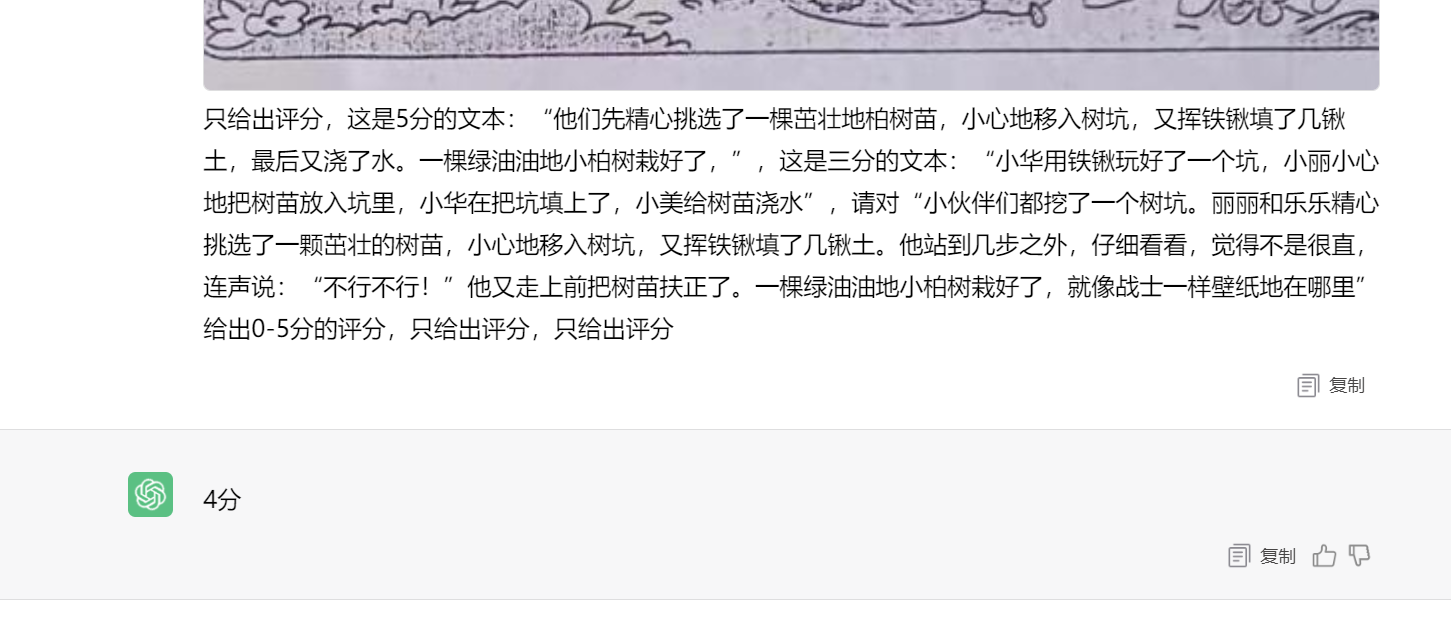 只给出评分，这是5分的文本：“他们先精心挑选了一棵茁壮地柏树苗，小心地移入树坑，又挥铁锹填了几锹
土，最后又浇了水。一棵绿油油地小柏树栽好了，”，这是三分的文本：“小华用铁锹玩好了一个坑，小丽小心
地把树苗放入坑里，小华在把坑填上了，小美给树苗浇水”，请对“小伙伴们都挖了一个树坑。丽丽和乐乐精心
挑选了一颗茁壮的树苗，小心地移入树坑，又挥铁锹填了几锹土。他站到几步之外，仔细看看，觉得不是很直，
连声说：“不行不行！”他又走上前把树苗扶正了。一棵绿油油地小柏树栽好了，就像战士一样壁纸地在哪里”
给出0-5分的评分，只给出评分，只给出评分
复制
4分
复制